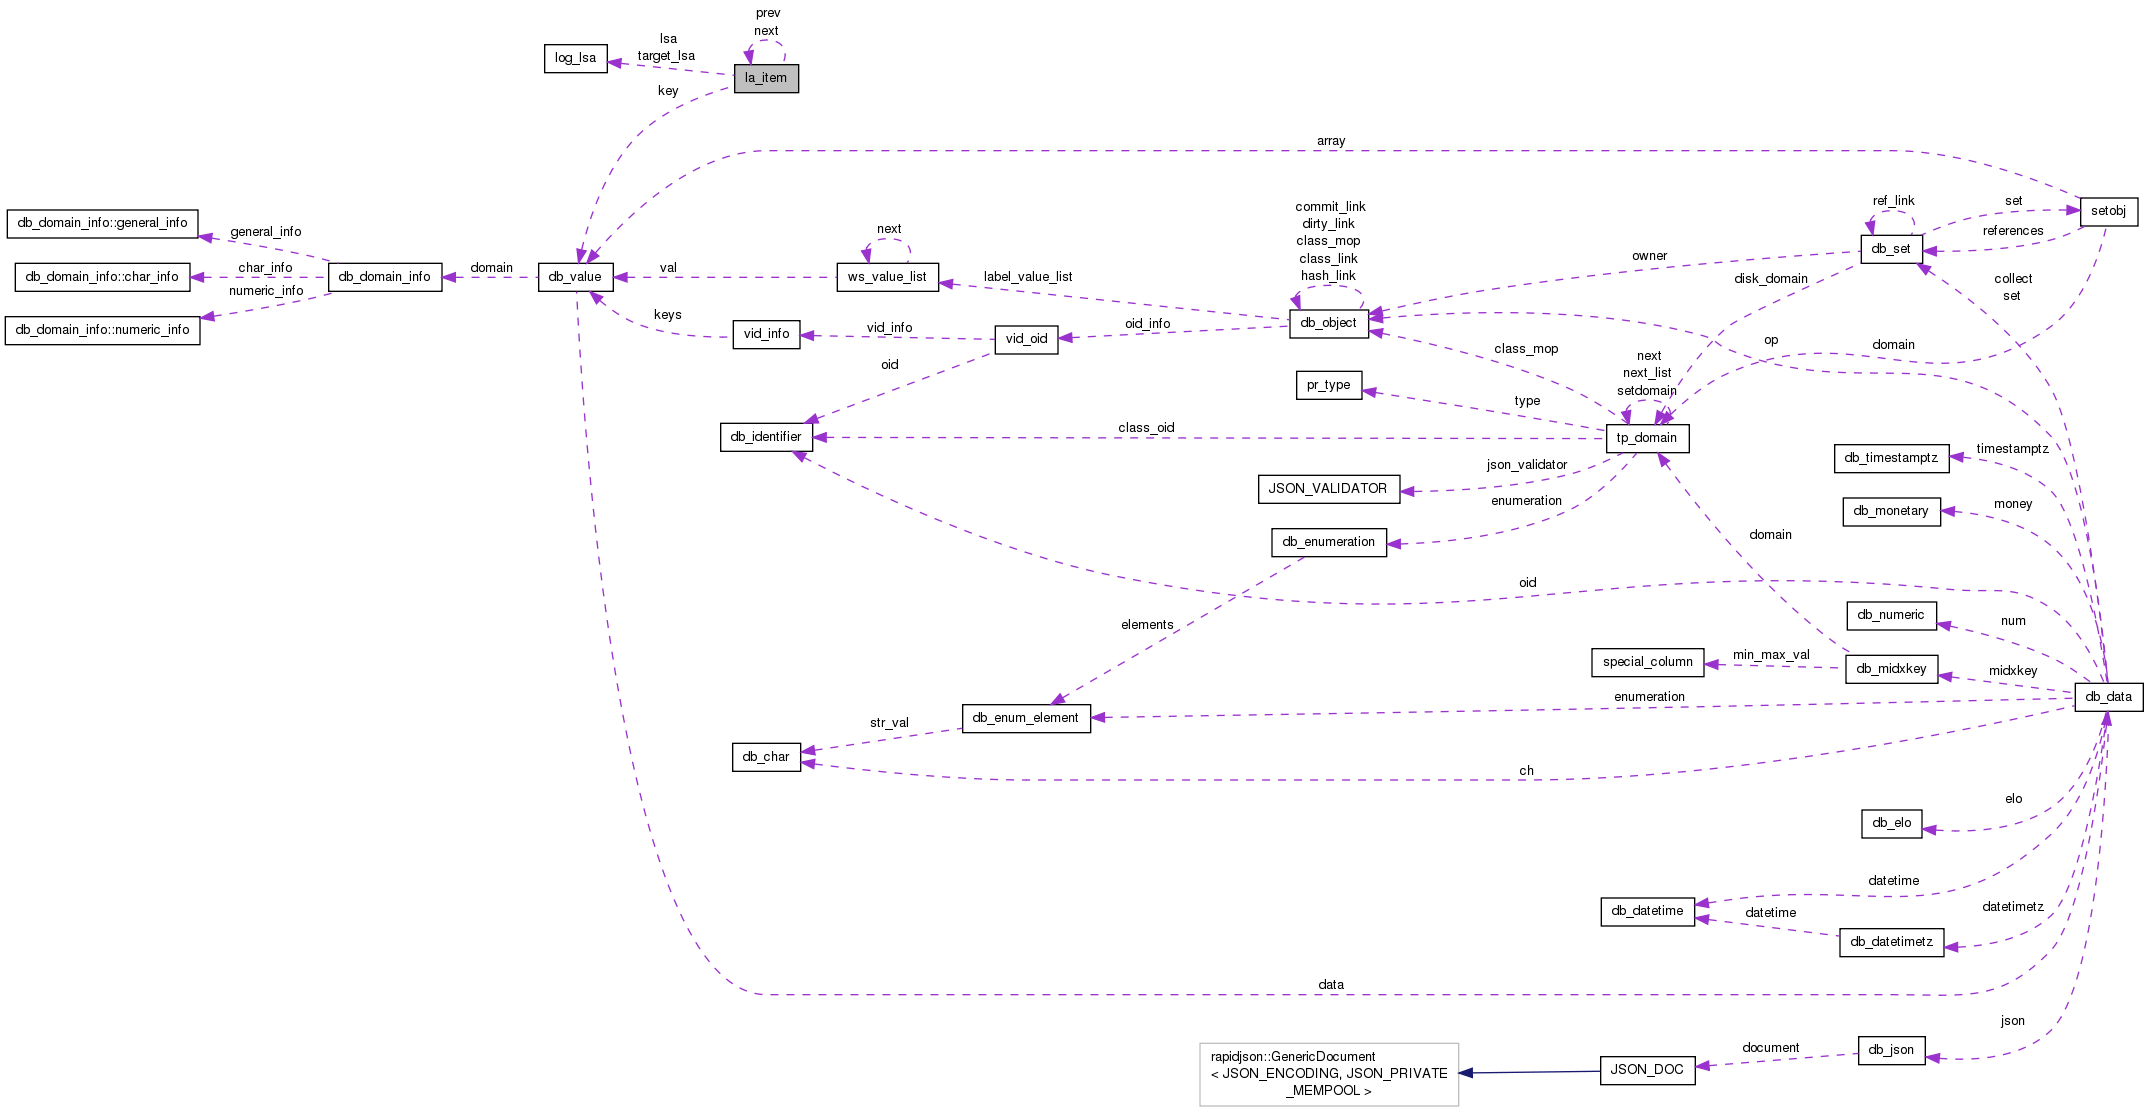 prev
next
lsa
target_lsa
log_lsa
la_item
key
array
ref_link
set
setobj
commit_link
dirty_link
class_mop
class_link
hash_link
db_domain_info::general_info
general_info
next
references
db_set
owner
db_domain_info::char_info
char_info
db_domain_info
domain
db_value
val
ws_value_list
label_value_list
disk_domain
collect
set
numeric_info
db_domain_info::numeric_info
keys
vid_info
vid_info
vid_oid
oid_info
db_object
op
domain
class_mop
next
next_list
setdomain
oid
pr_type
type
db_identifier
class_oid
tp_domain
timestamptz
db_timestamptz
json_validator
JSON_VALIDATOR
enumeration
money
db_monetary
db_enumeration
domain
oid
db_numeric
num
elements
special_column
min_max_val
db_midxkey
midxkey
db_data
enumeration
db_enum_element
str_val
db_char
ch
elo
db_elo
datetime
db_datetime
datetime
datetimetz
db_datetimetz
data
json
document
db_json
JSON_DOC
rapidjson::GenericDocument
< JSON_ENCODING, JSON_PRIVATE
_MEMPOOL >